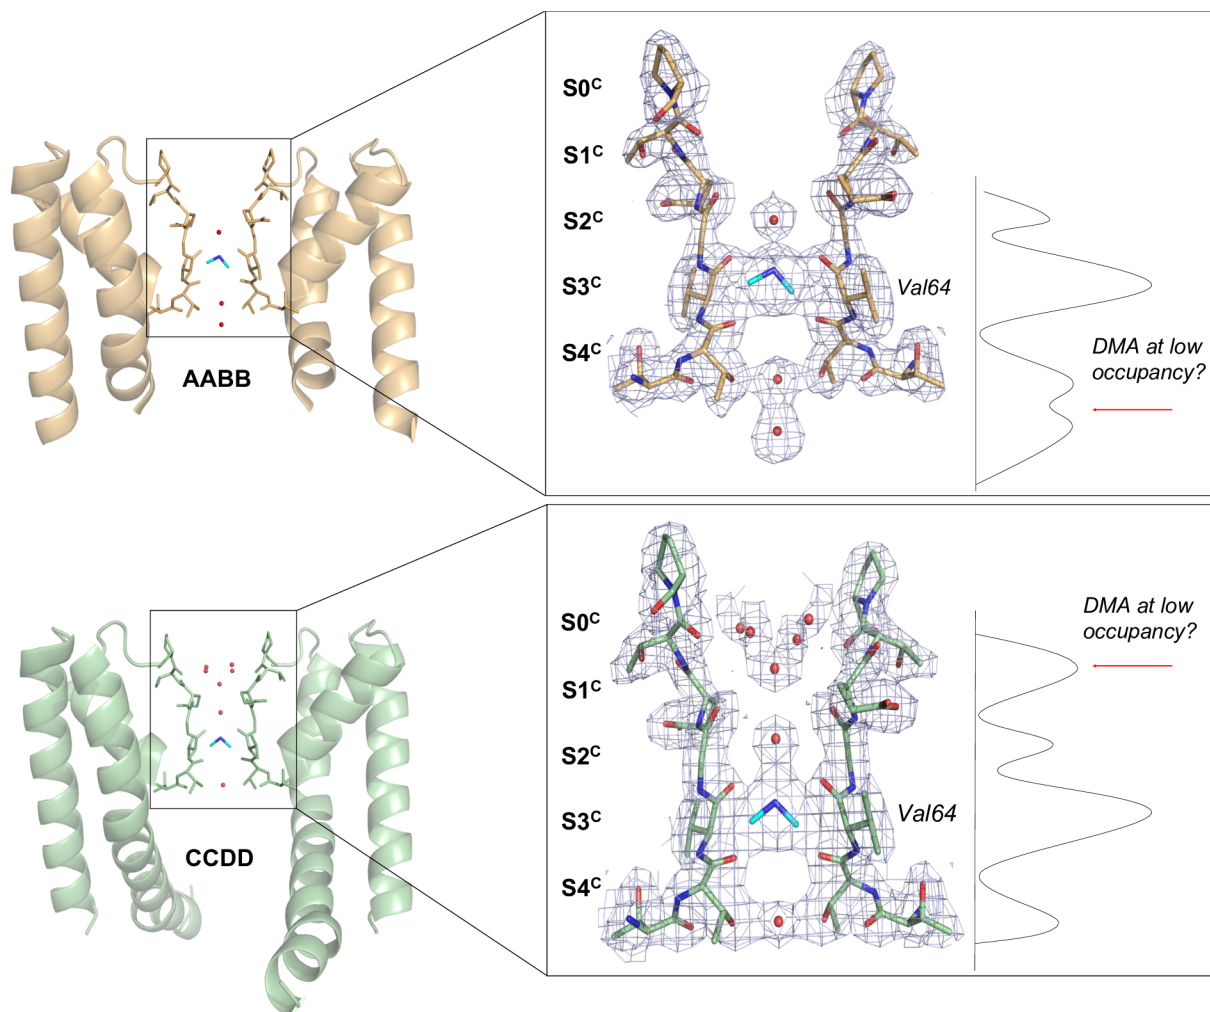 S0ᶜ
S1ᶜ
S2ᶜ
S3ᶜ
Val64
S4ᶜ
DMA at low
occupancy?
AABB
S0ᶜ
DMA at low
occupancy?
S1ᶜ
S2ᶜ
S3ᶜ
Val64
CCDD
S4ᶜ